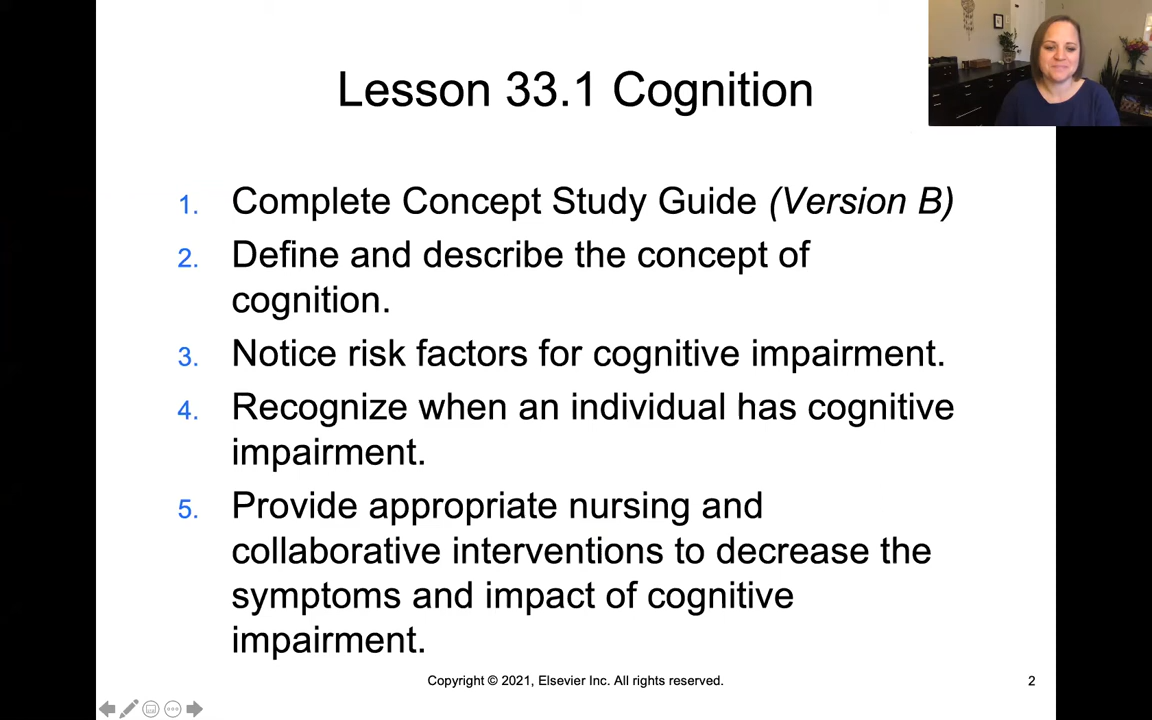 Lesson 33.1 Cognition
1. Complete Concept Study Guide (Version B)
2. Define and describe the concept of
cognition.
3. Notice risk factors for cognitive impairment.
4. Recognize when an individual has cognitive
impairment.
5. Provide appropriate nursing and
collaborative interventions to decrease the
symptoms and impact of cognitive
impairment.
Copyright © 2021, Elsevier Inc. All rights reserved.
2